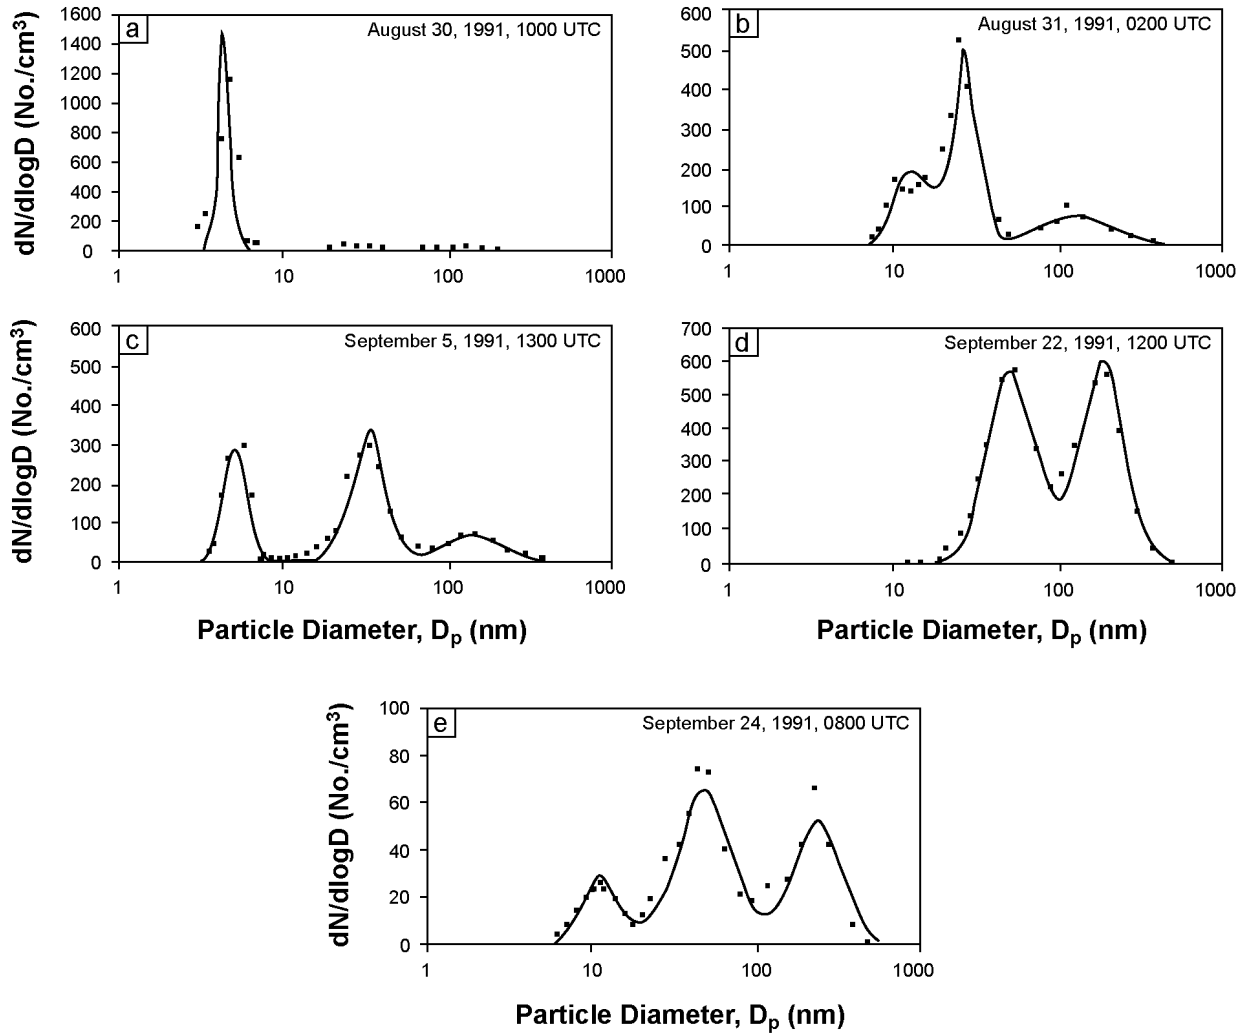 a
August 30, 1991, 1000 UTC
dN/dlogD (No./cm³)
1600
1400
1200
1000
800
600
400
200
0
1 10 100 1000
b
August 31, 1991, 0200 UTC
600
500
400
300
200
100
0
1 10 100 1000
c
September 5, 1991, 1300 UTC
dN/dlogD (No./cm³)
600
500
400
300
200
100
0
1 10 100 1000
Particle Diameter, Dₚ (nm)
d
September 22, 1991, 1200 UTC
700
600
500
400
300
200
100
0
1 10 100 1000
Particle Diameter, Dₚ (nm)
e
September 24, 1991, 0800 UTC
dN/dlogD (No./cm³)
100
80
60
40
20
0
1 10 100 1000
Particle Diameter, Dₚ (nm)